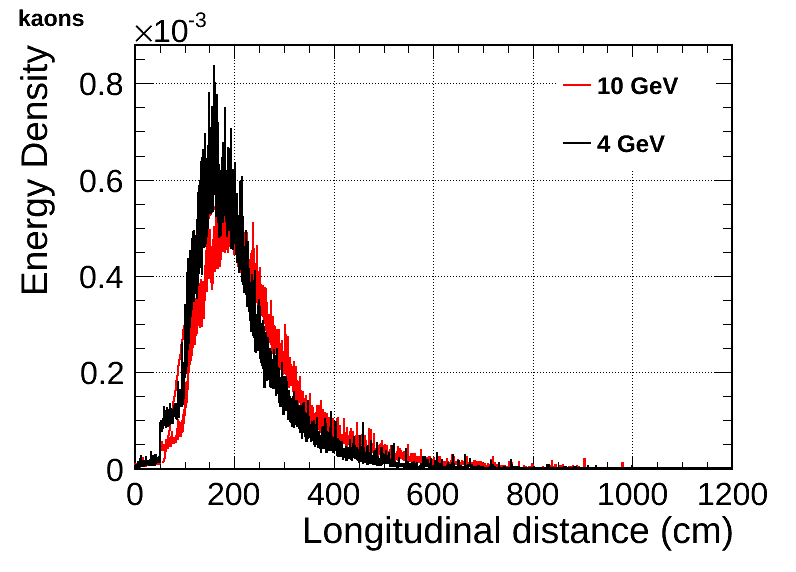 kaons
×10-3
Energy Density
0.8
0.6
0.4
0.2
0
10 GeV
4 GeV
0 200 400 600 800 1000 1200
Longitudinal distance (cm)